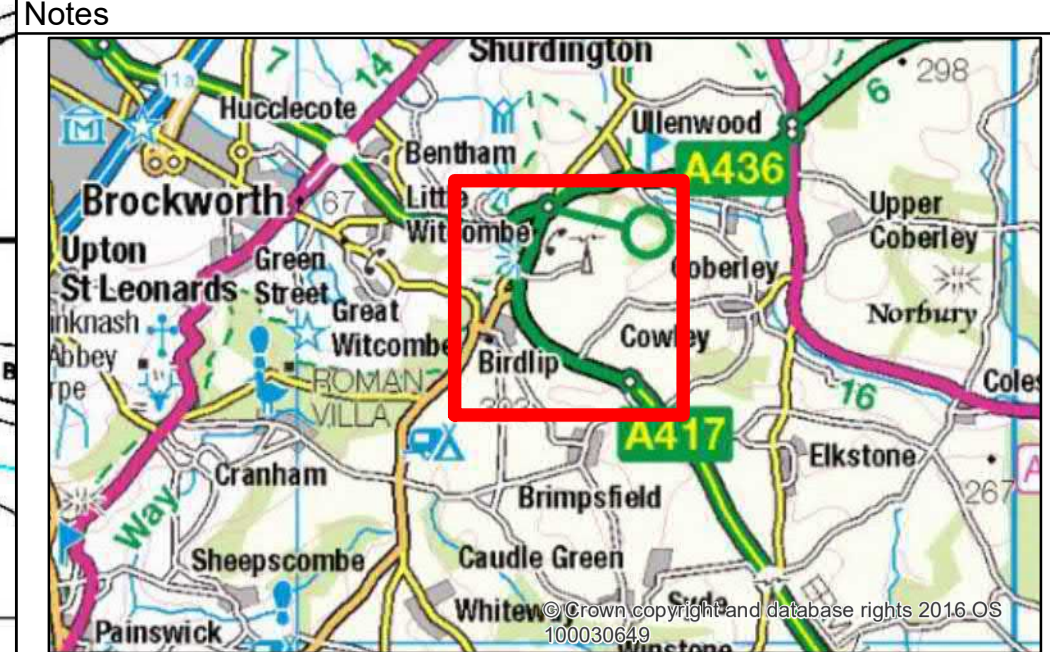 Notes
Shurdington
11a
7
14
298
6
Hucclecote
Ullenwood
Bentham
A436
Brockworth
67
Little
Witcombe
Upper
Coberley
Upton
St Leonards
Green
Street
Coberley
Great
Witcombe
Norbury
Cowley
Abbey
Birdlip
B
ROMAN
VILLA
16
A417
Elkstone
Cranham
267
A
Brimpsfield
Way
Sheepscombe
Caudle Green
© Crown copyright and database rights 2016 OS
100030649
Painswick